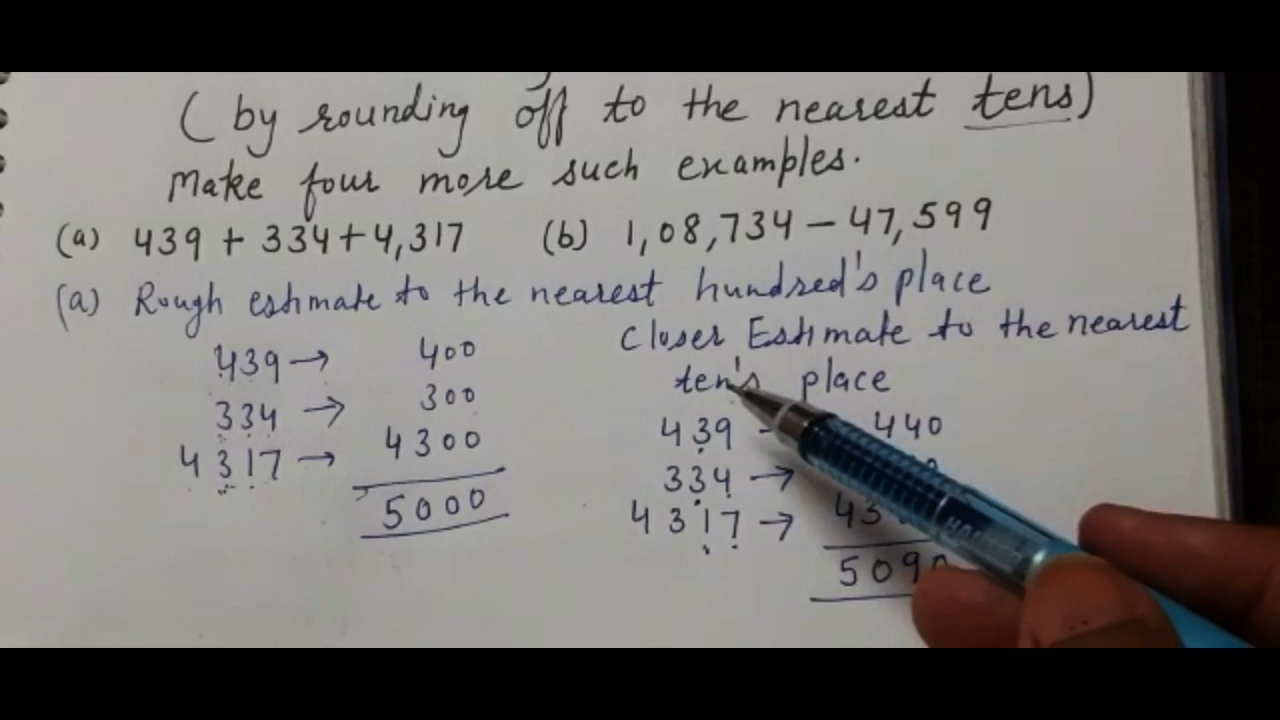 (by rounding off to the nearest tens)
Make four more such examples.
(a) 439 + 334 + 4,317 (b) 1,08,734 - 47,599
(a) Rough estimate to the nearest hundred's place
439 → 400
334 → 300
4317 → 4300
5000
Closer Estimate to the nearest
ten's place
439 → 440
334 →
4317 →
509